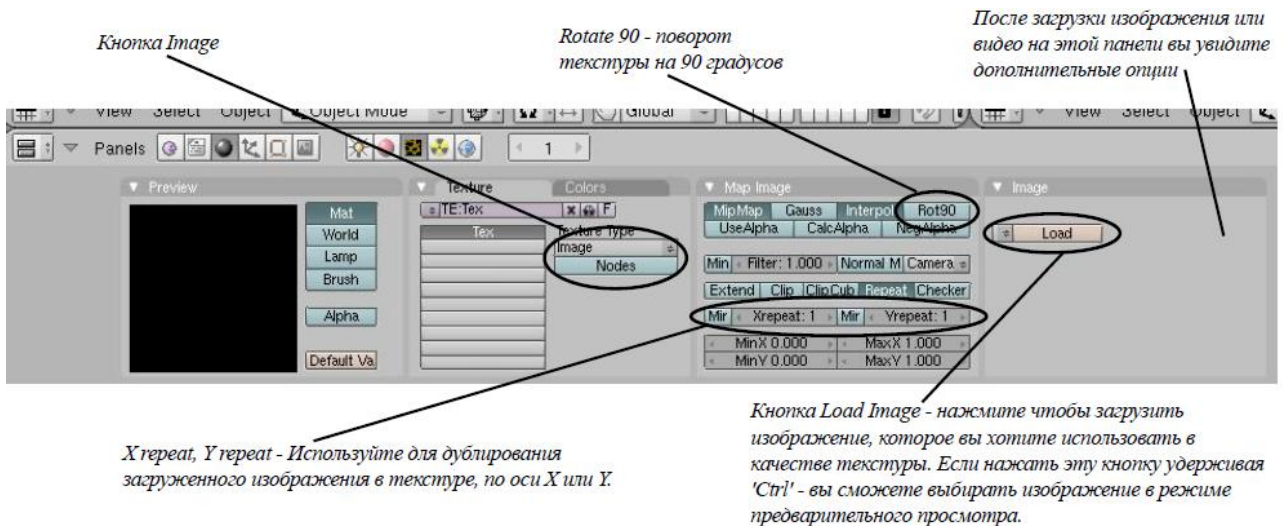 После загрузки изображения или
видео на этой панели вы увидите
дополнительные опции
Кнопка Image
Rotate 90 - поворот
текстуры на 90 градусов
View Select Object Object Mode Global View Select Object
Panels 1
Preview
Mat
World
Lamp
Brush
Alpha
Default Va
Texture Colors
TE:Tex F
Tex
Texture Type
Image
Nodes
Map Image
MipMap Gauss Interpol Rot90
UseAlpha CalcAlpha NegAlpha
Min Filter: 1.000 Normal M Camera
Extend Clip ClipCub Repeat Checker
Mir Xrepeat: 1 Mir Yrepeat: 1
MinX 0.000 MaxX 1.000
MinY 0.000 MaxY 1.000
Image
Load
X repeat, Y repeat - Используйте для дублирования
загруженного изображения в текстуре, по оси X или Y.
Кнопка Load Image - нажмите чтобы загрузить
изображение, которое вы хотите использовать в
качестве текстуры. Если нажать эту кнопку удерживая
'Ctrl' - вы сможете выбирать изображение в режиме
предварительного просмотра.